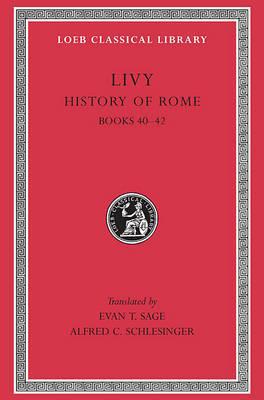 LOEB CLASSICAL LIBRARY
LIVY
HISTORY OF ROME
BOOKS 40–42
Translated by
EVAN T. SAGE
ALFRED C. SCHLESINGER